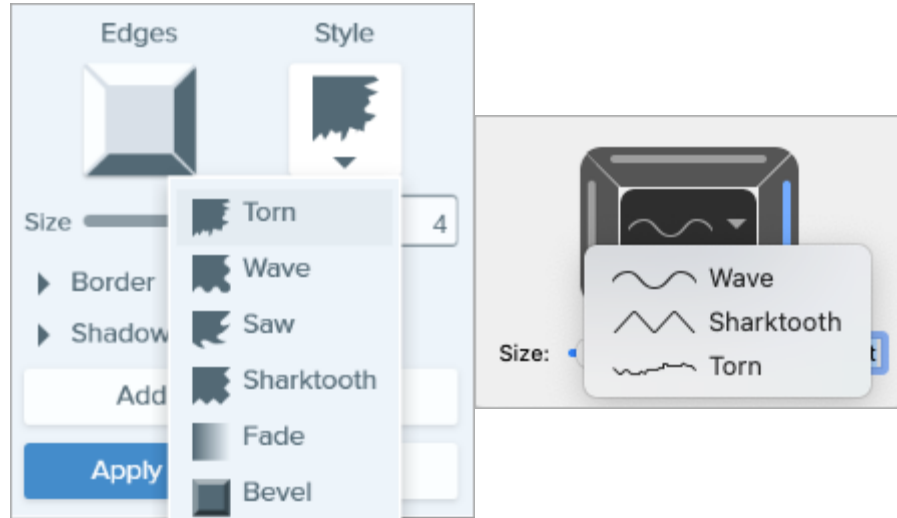 Edges Style
Size 4
Torn
Border
Wave
Shadow
Saw
Add
Sharktooth
Fade
Apply
Bevel
Wave
Sharktooth
Size:
Torn